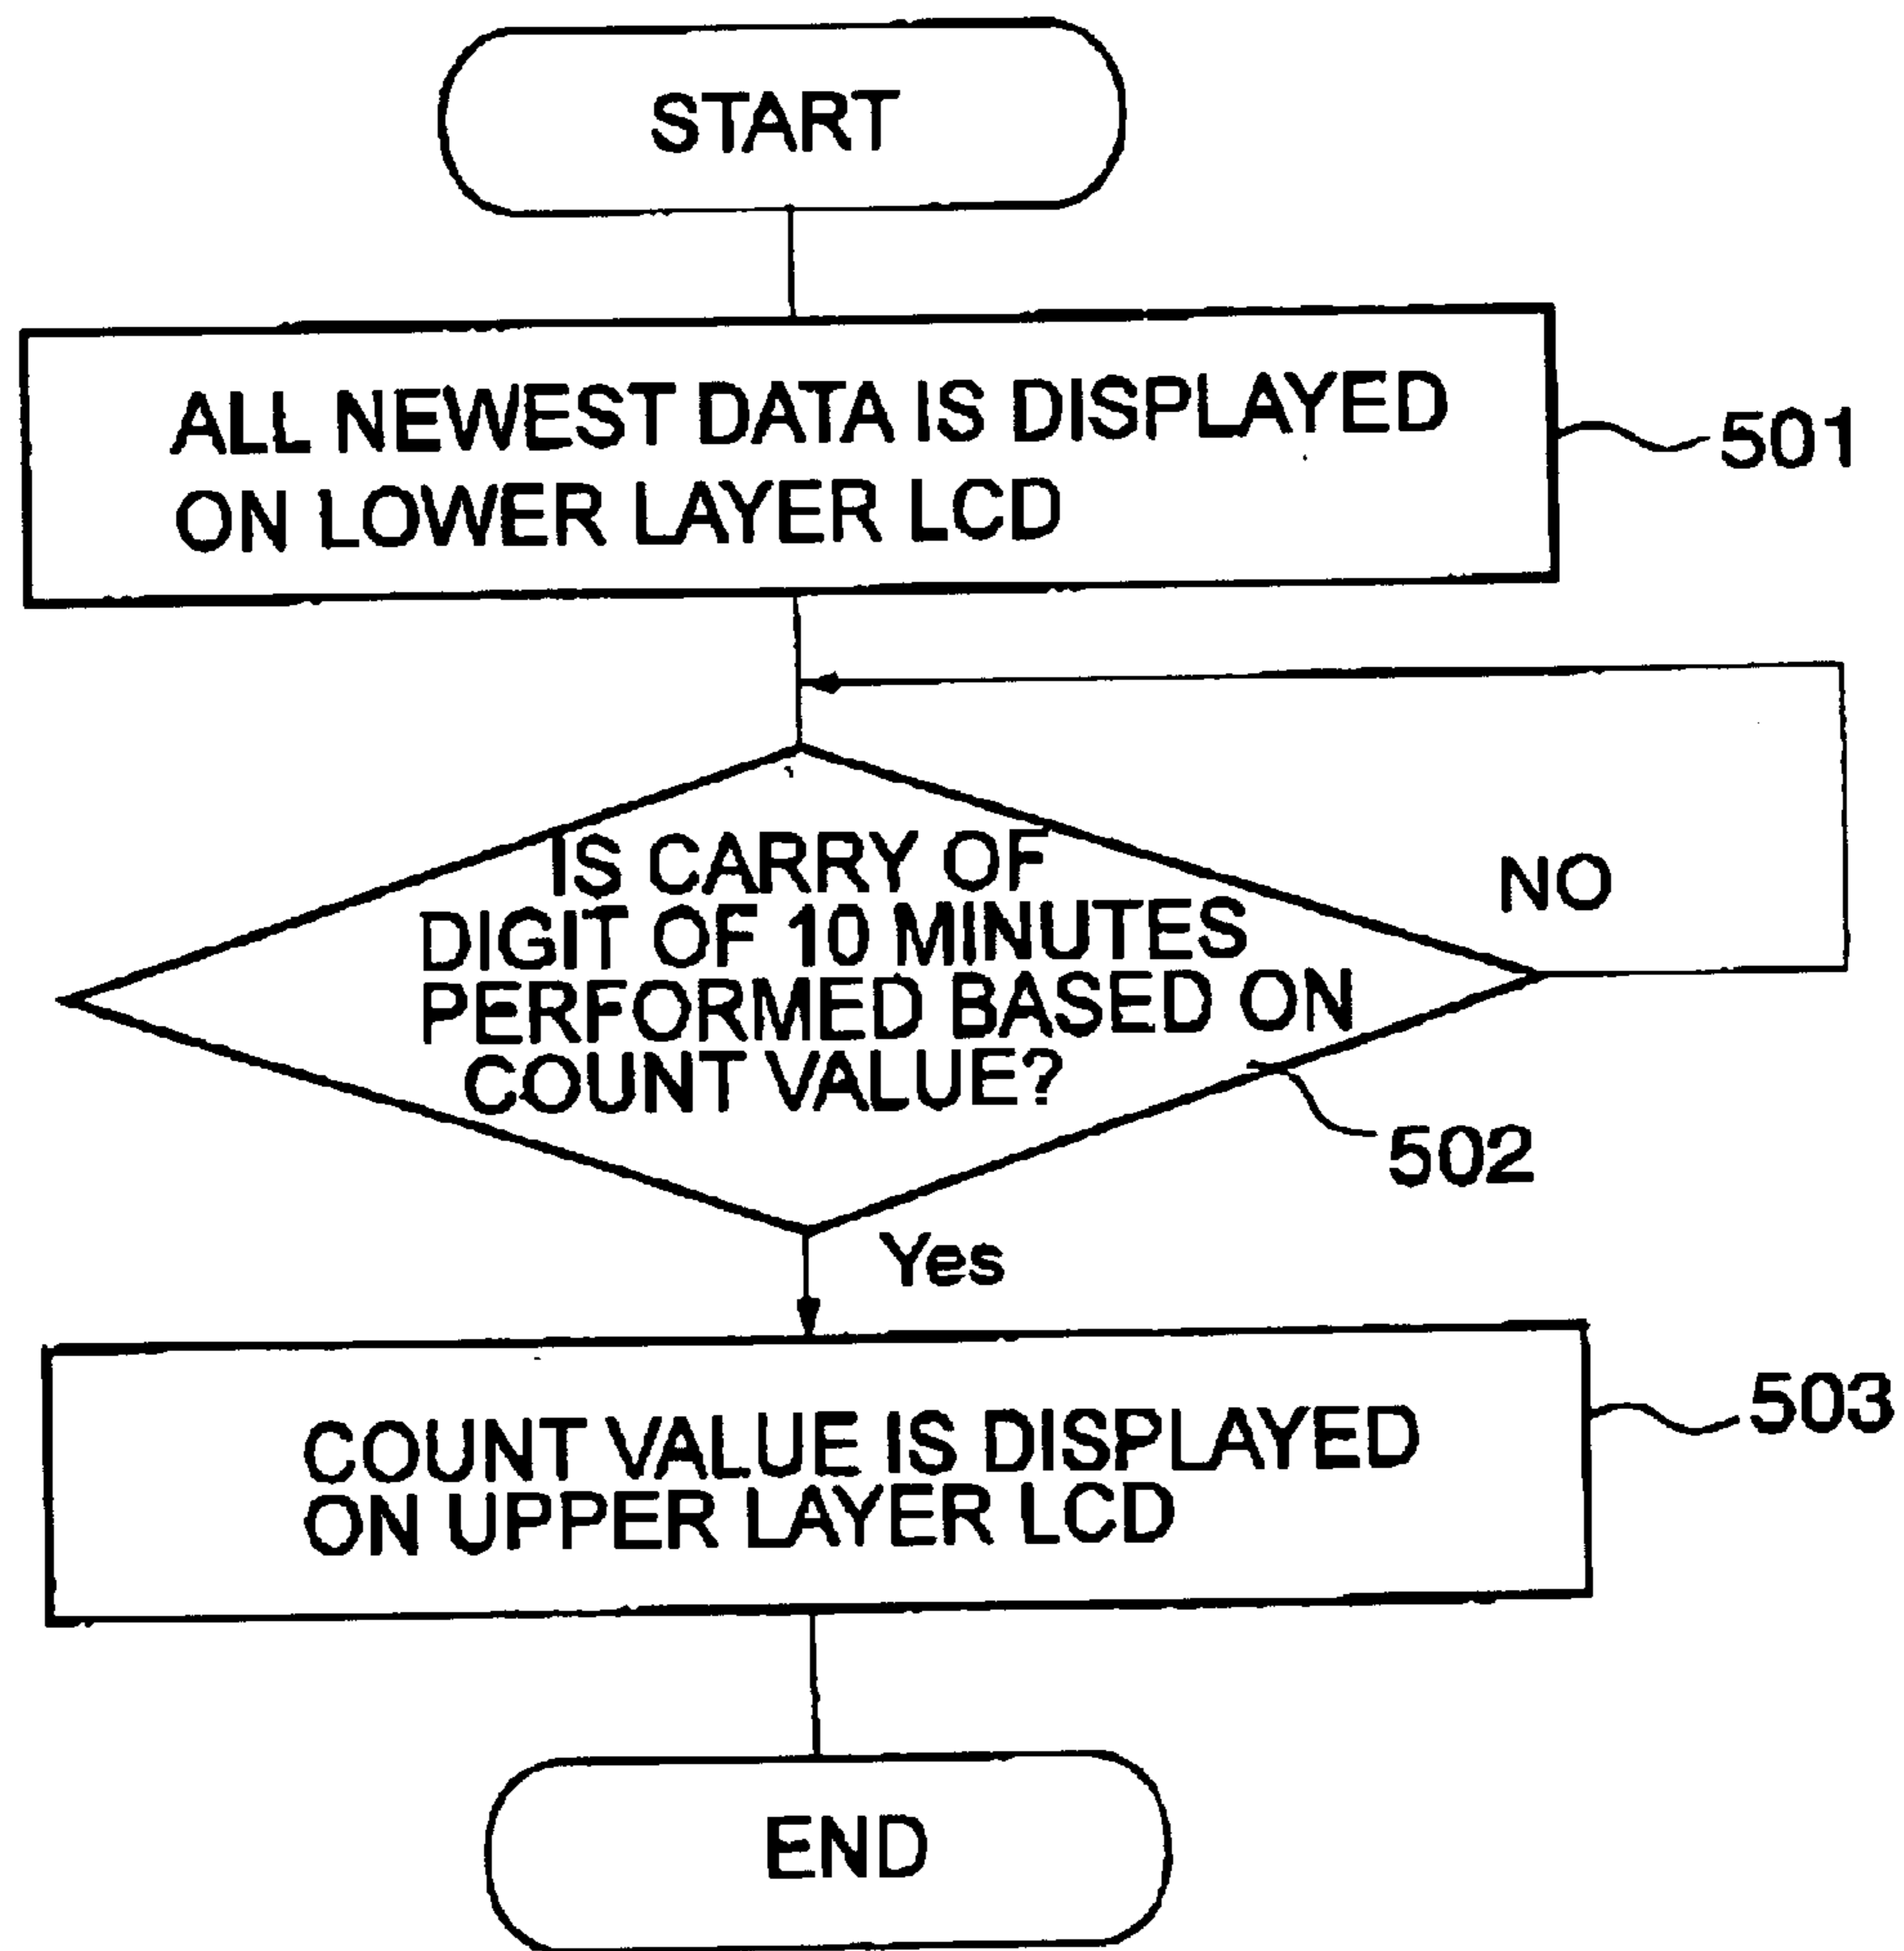 START
ALL NEWEST DATA IS DISPLAYED
ON LOWER LAYER LCD
501
IS CARRY OF
DIGIT OF 10 MINUTES
PERFORMED BASED ON
COUNT VALUE?
NO
502
Yes
COUNT VALUE IS DISPLAYED
ON UPPER LAYER LCD
503
END